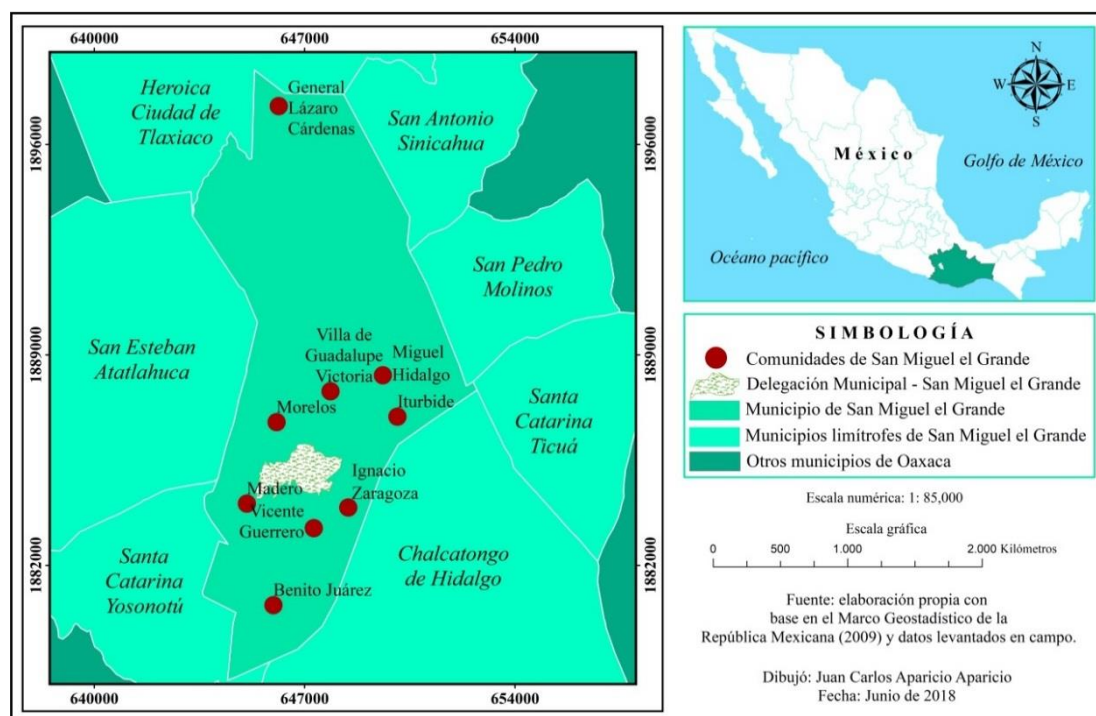 640000
647000
654000
1896000
1889000
1882000
Heroica
Ciudad de
Tlaxiaco
General
Lázaro
Cárdenas
San Antonio
Sinicahua
San Pedro
Molinos
San Esteban
Atatlahuca
Villa de
Guadalupe
Victoria
Miguel
Hidalgo
Morelos
Iturbide
Santa
Catarina
Ticuá
Ignacio
Zaragoza
Madero
Vicente
Guerrero
Santa
Catarina
Yosonotú
Chalcatongo
de Hidalgo
Benito Juárez
1896000
1889000
1882000
640000
647000
654000
N
W
E
S
México
Golfo de México
Océano pacífico
SIMBOLOGÍA
Comunidades de San Miguel el Grande
Delegación Municipal - San Miguel el Grande
Municipio de San Miguel el Grande
Municipios limítrofes de San Miguel el Grande
Otros municipios de Oaxaca
Escala numérica: 1: 85,000
Escala gráfica
0 500 1.000 2.000 Kilómetros
Fuente: elaboración propia con
base en el Marco Geostadístico de la
República Mexicana (2009) y datos levantados en campo.
Dibujó: Juan Carlos Aparicio Aparicio
Fecha: Junio de 2018